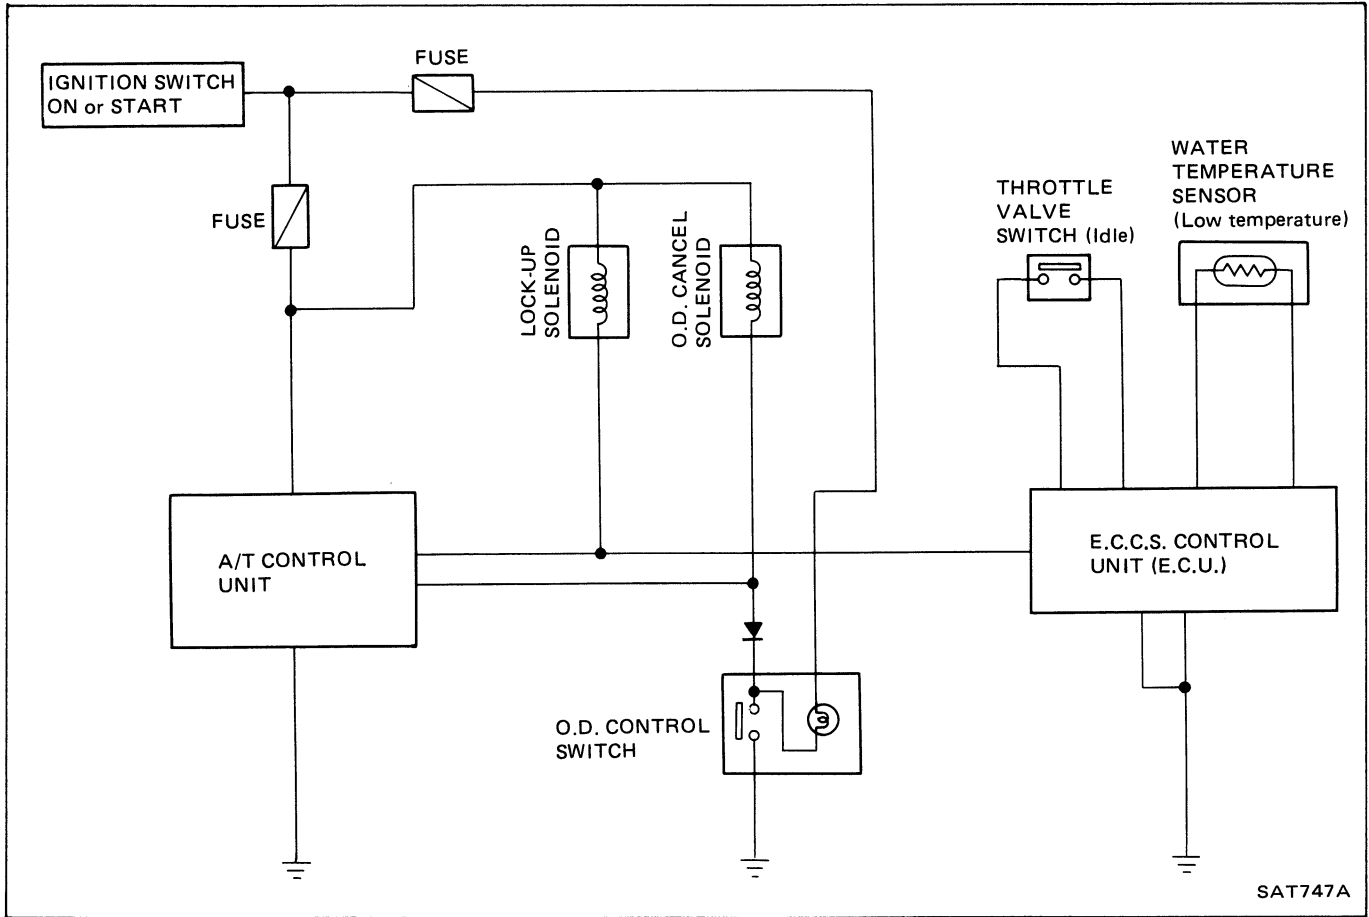 FUSE
IGNITION SWITCH
ON or START
FUSE
LOCK-UP
SOLENOID
O.D. CANCEL
SOLENOID
THROTTLE
VALVE
SWITCH (Idle)
WATER
TEMPERATURE
SENSOR
(Low temperature)
A/T CONTROL
UNIT
E.C.C.S. CONTROL
UNIT (E.C.U.)
O.D. CONTROL
SWITCH
SAT747A